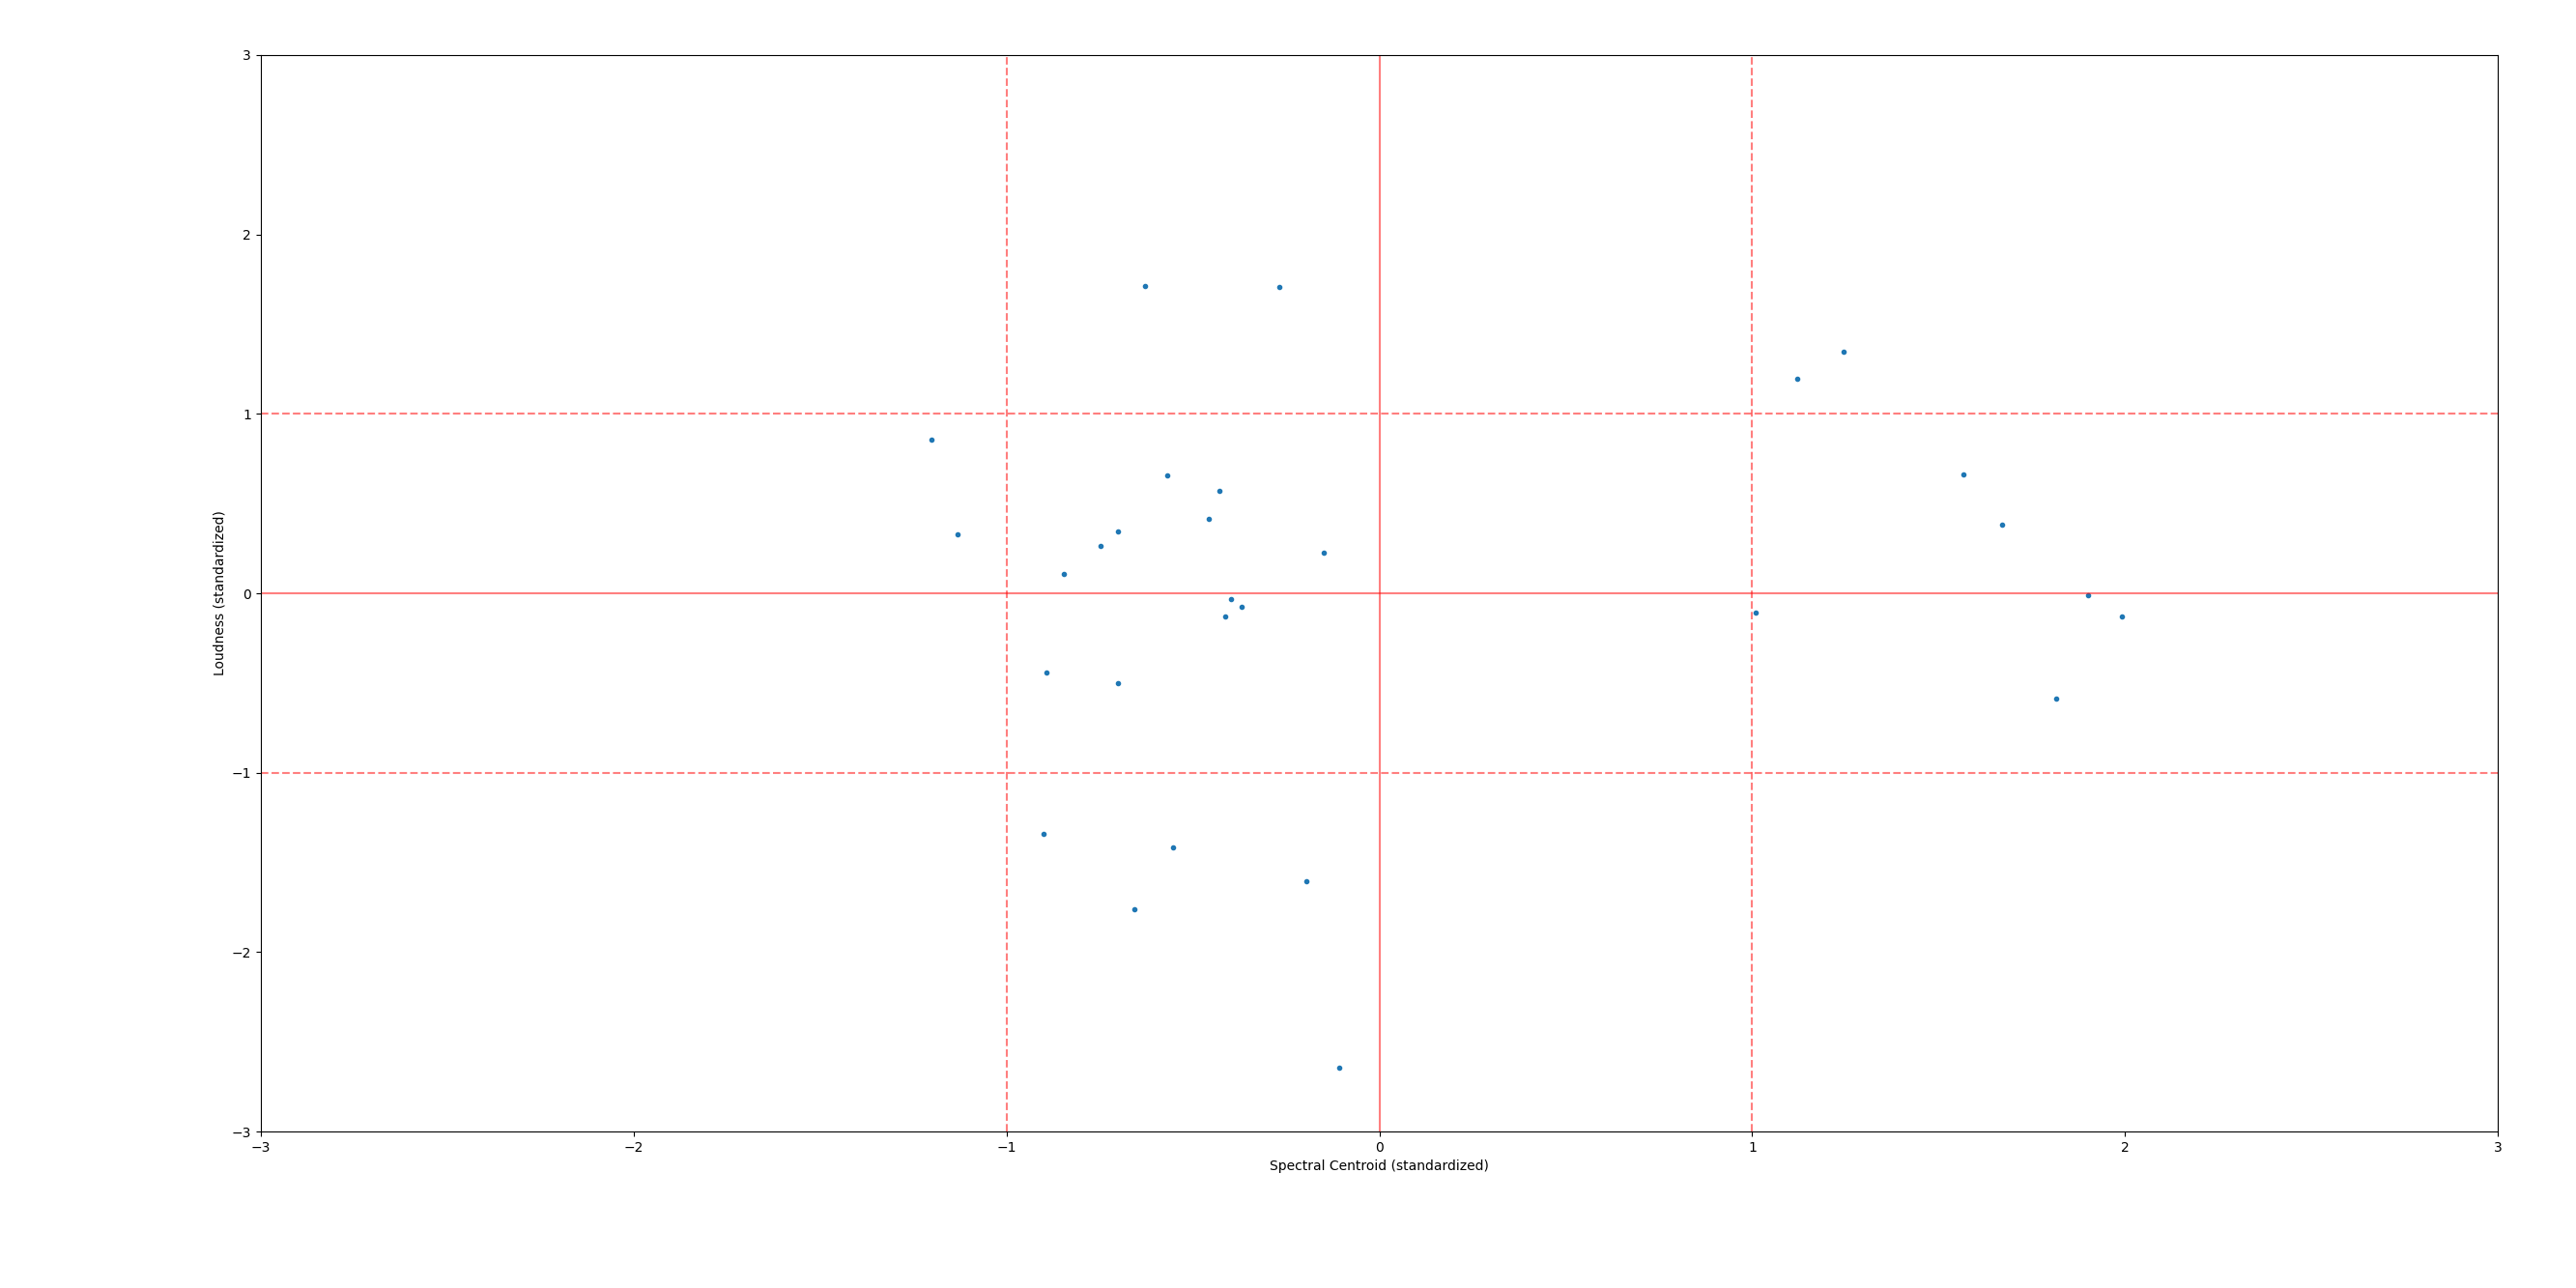 3
2
1
0
−1
−2
−3
Loudness (standardized)
−3 −2 −1 0 1 2 3
Spectral Centroid (standardized)